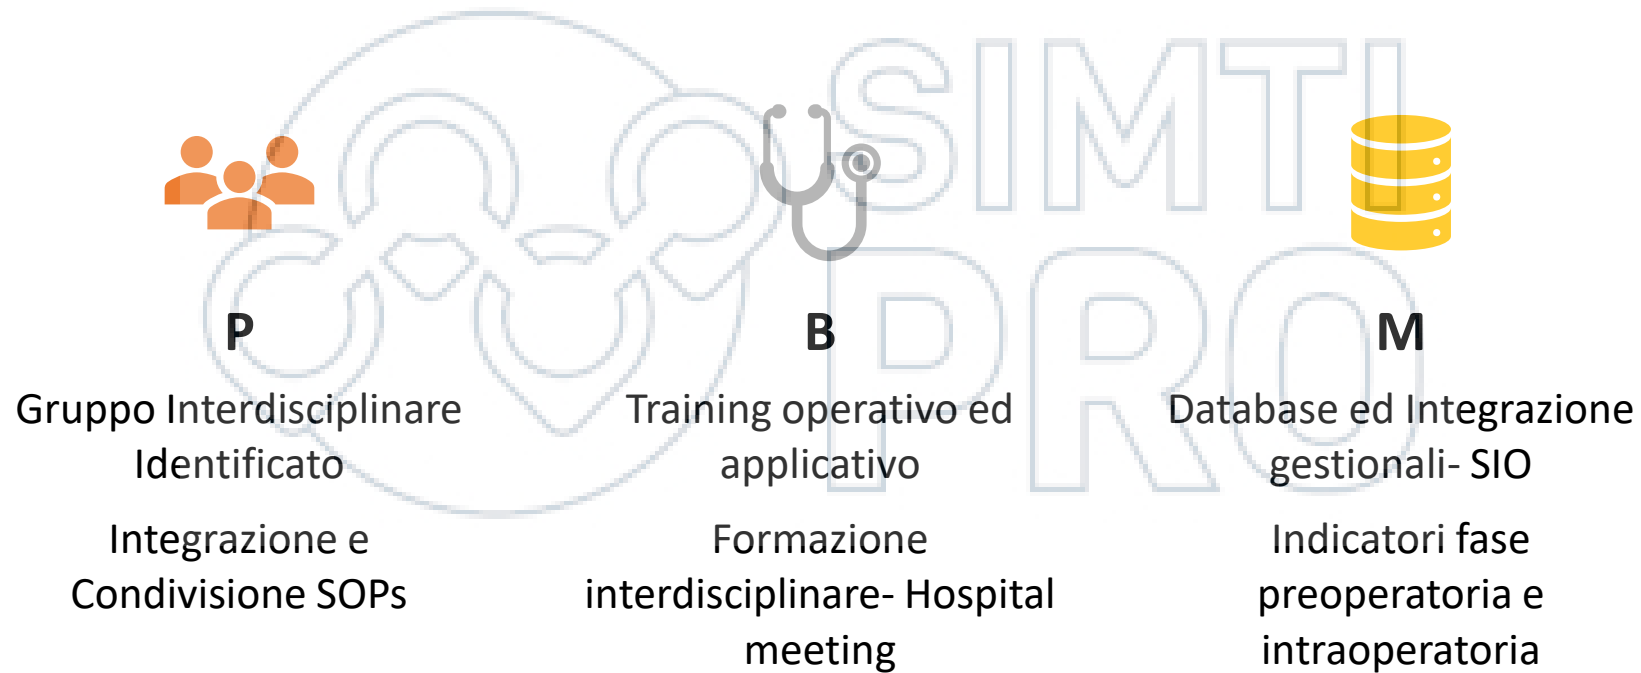 SIMTI
PRO
P
Gruppo Interdisciplinare
Identificato
Integrazione e
Condivisione SOPs
B
Training operativo ed
applicativo
Formazione
interdisciplinare- Hospital
meeting
M
Database ed Integrazione
gestionali- SIO
Indicatori fase
preoperatoria e
intraoperatoria